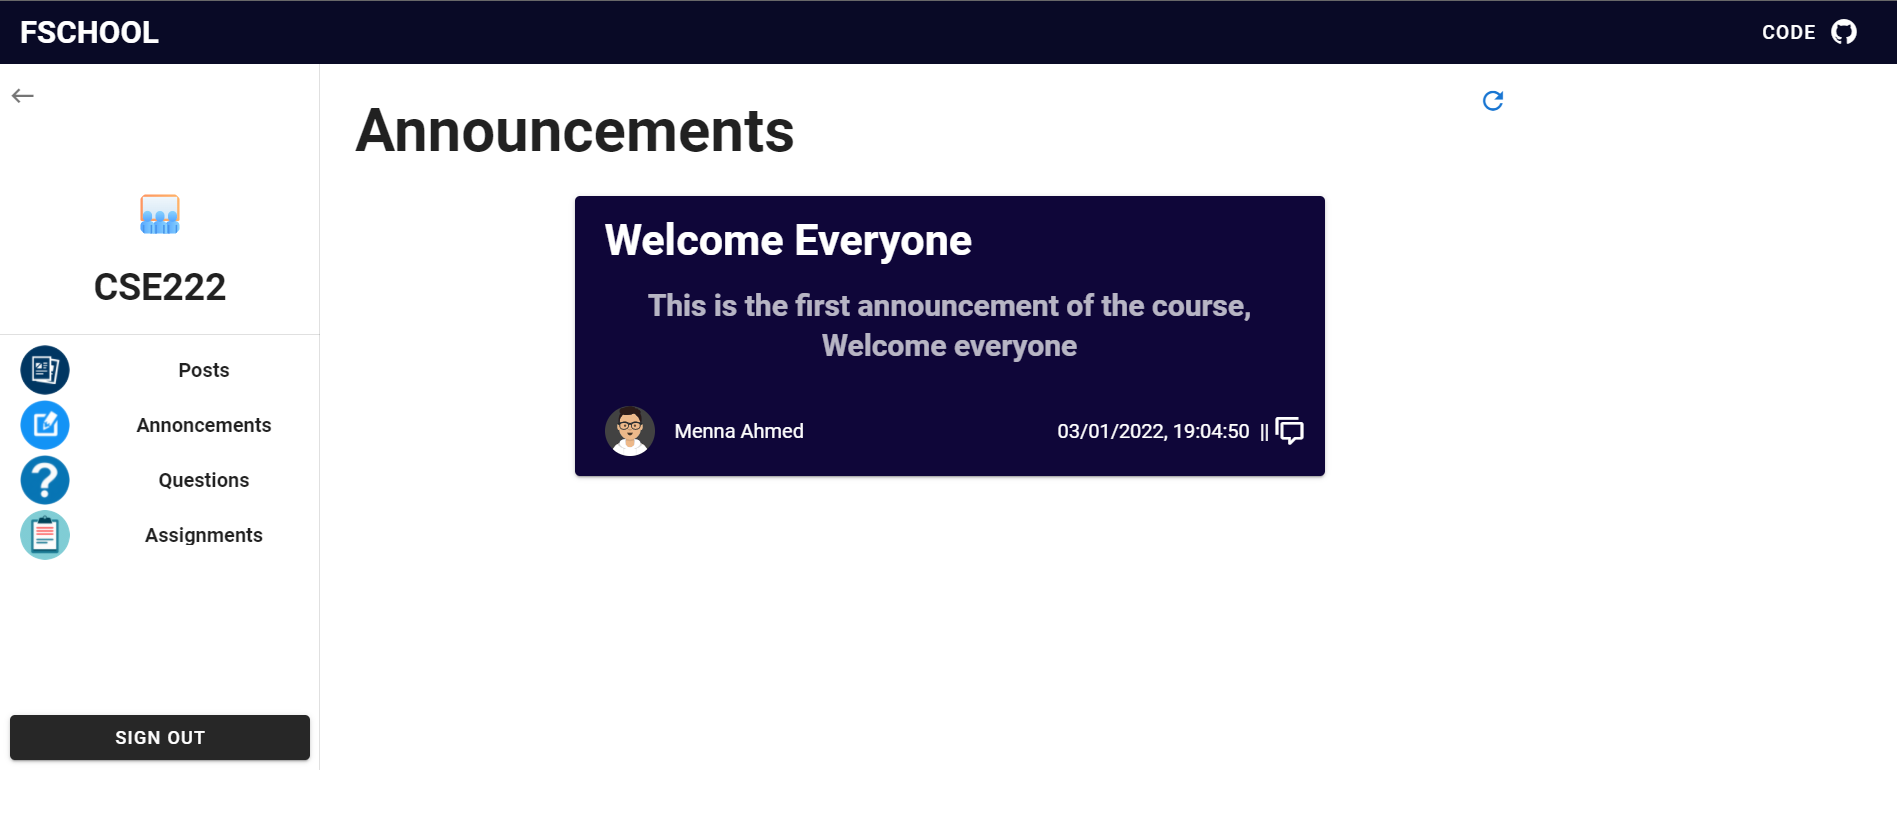 FSCHOOL
CODE
CSE222
Posts
Annoncements
Questions
Assignments
SIGN OUT
Announcements
Welcome Everyone
This is the first announcement of the course,
Welcome everyone
Menna Ahmed
03/01/2022, 19:04:50 ||